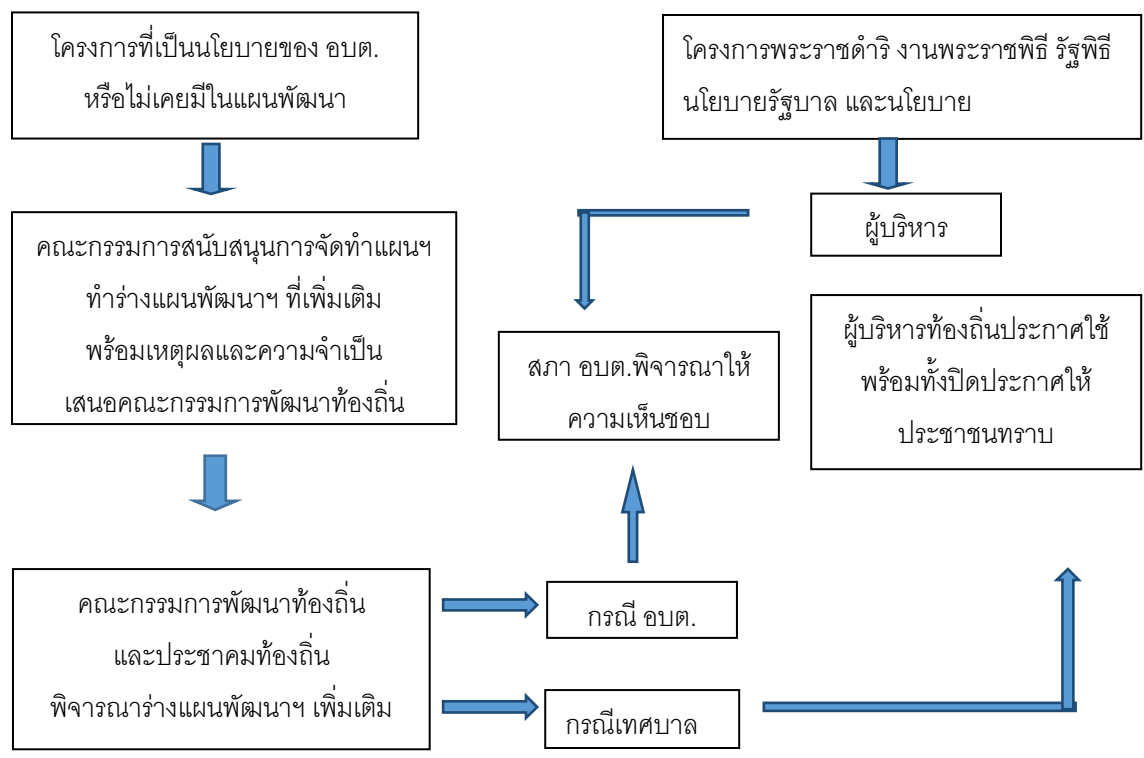 โครงการที่เป็นนโยบายของ อบต.
หรือไม่เคยมีในแผนพัฒนา
โครงการพระราชดำริ งานพระราชพิธี รัฐพิธี
นโยบายรัฐบาล และนโยบาย
ผู้บริหาร
คณะกรรมการสนับสนุนการจัดทำแผนฯ
ทำร่างแผนพัฒนาฯ ที่เพิ่มเติม
พร้อมเหตุผลและความจำเป็น
เสนอคณะกรรมการพัฒนาท้องถิ่น
สภา อบต.พิจารณาให้
ความเห็นชอบ
ผู้บริหารท้องถิ่นประกาศใช้
พร้อมทั้งปิดประกาศให้
ประชาชนทราบ
คณะกรรมการพัฒนาท้องถิ่น
และประชาคมท้องถิ่น
พิจารณาร่างแผนพัฒนาฯ เพิ่มเติม
กรณี อบต.
กรณีเทศบาล